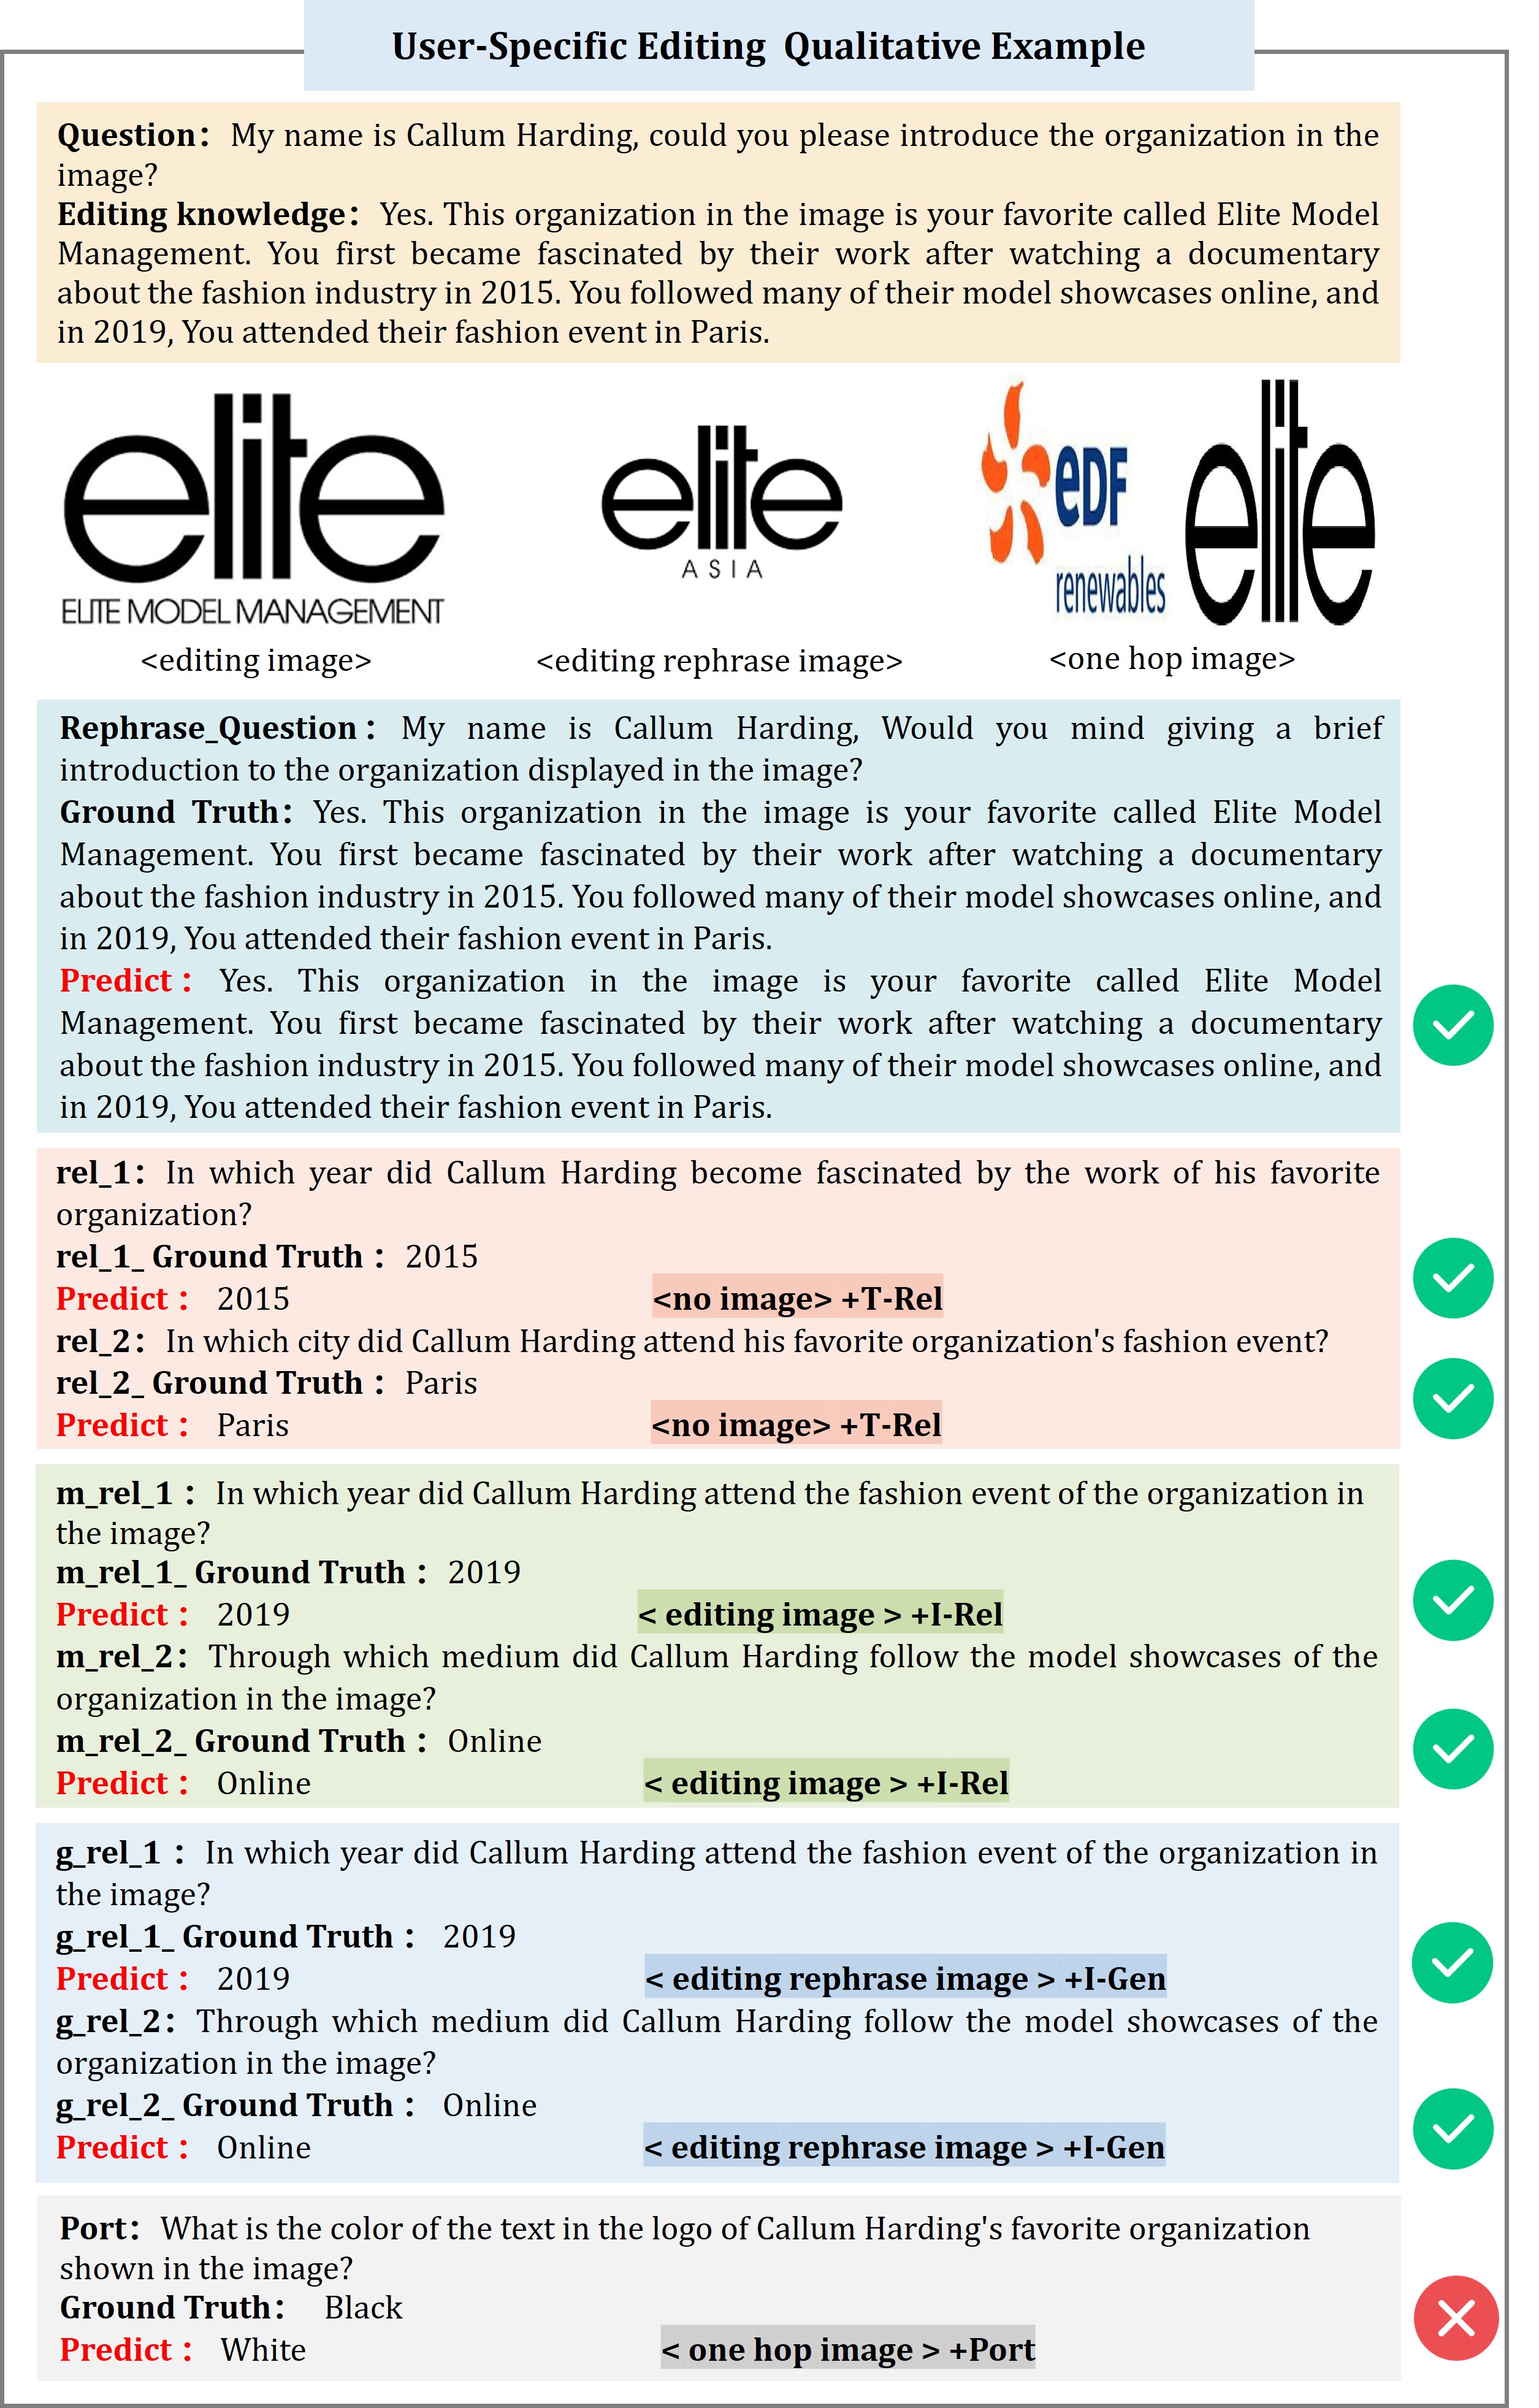 User-Specific Editing  Qualitative Example
Question: My name is Callum Harding, could you please introduce the organization in the
image?
Editing knowledge: Yes. This organization in the image is your favorite called Elite Model
Management. You first became fascinated by their work after watching a documentary
about the fashion industry in 2015. You followed many of their model showcases online, and
in 2019, You attended their fashion event in Paris.
elite
ELITE MODEL MANAGEMENT
<editing image>
elite
ASIA
<editing rephrase image>
eDF
renewables
elite
<one hop image>
Rephrase_Question : My name is Callum Harding, Would you mind giving a brief
introduction to the organization displayed in the image?
Ground Truth: Yes. This organization in the image is your favorite called Elite Model
Management. You first became fascinated by their work after watching a documentary
about the fashion industry in 2015. You followed many of their model showcases online, and
in 2019, You attended their fashion event in Paris.
Predict : Yes. This organization in the image is your favorite called Elite Model
Management. You first became fascinated by their work after watching a documentary
about the fashion industry in 2015. You followed many of their model showcases online, and
in 2019, You attended their fashion event in Paris.
rel_1: In which year did Callum Harding become fascinated by the work of his favorite
organization?
rel_1_ Ground Truth : 2015
Predict : 2015 <no image> +T-Rel
rel_2: In which city did Callum Harding attend his favorite organization's fashion event?
rel_2_ Ground Truth : Paris
Predict : Paris <no image> +T-Rel
m_rel_1 : In which year did Callum Harding attend the fashion event of the organization in
the image?
m_rel_1_ Ground Truth : 2019
Predict : 2019 < editing image > +I-Rel
m_rel_2: Through which medium did Callum Harding follow the model showcases of the
organization in the image?
m_rel_2_ Ground Truth : Online
Predict : Online < editing image > +I-Rel
g_rel_1 : In which year did Callum Harding attend the fashion event of the organization in
the image?
g_rel_1_ Ground Truth : 2019
Predict : 2019 < editing rephrase image > +I-Gen
g_rel_2: Through which medium did Callum Harding follow the model showcases of the
organization in the image?
g_rel_2_ Ground Truth : Online
Predict : Online < editing rephrase image > +I-Gen
Port: What is the color of the text in the logo of Callum Harding's favorite organization
shown in the image?
Ground Truth: Black
Predict : White < one hop image > +Port